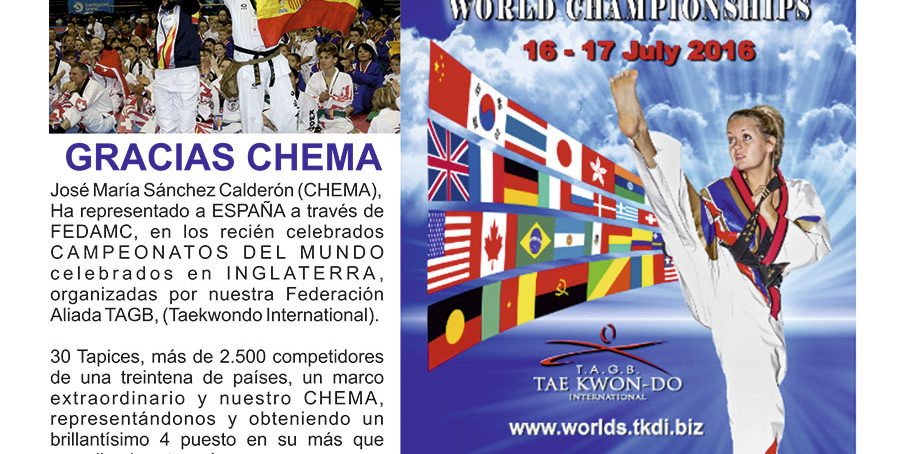 GRACIAS CHEMA
José María Sánchez Calderón (CHEMA),
Ha representado a ESPAÑA a través de
FEDAMC, en los recién celebrados
CAMPEONATOS DEL MUNDO
celebrados en INGLATERRA,
organizadas por nuestra Federación
Aliada TAGB, (Taekwondo International).
30 Tapices, más de 2.500 competidores
de una treintena de países, un marco
extraordinario y nuestro CHEMA,
representándonos y obteniendo un
brillantísimo 4 puesto en su más que
WORLD CHAMPIONSHIPS
16 - 17 July 2016
T.A.G.B.
TAE KWON-DO
INTERNATIONAL
www.worlds.tkdi.biz